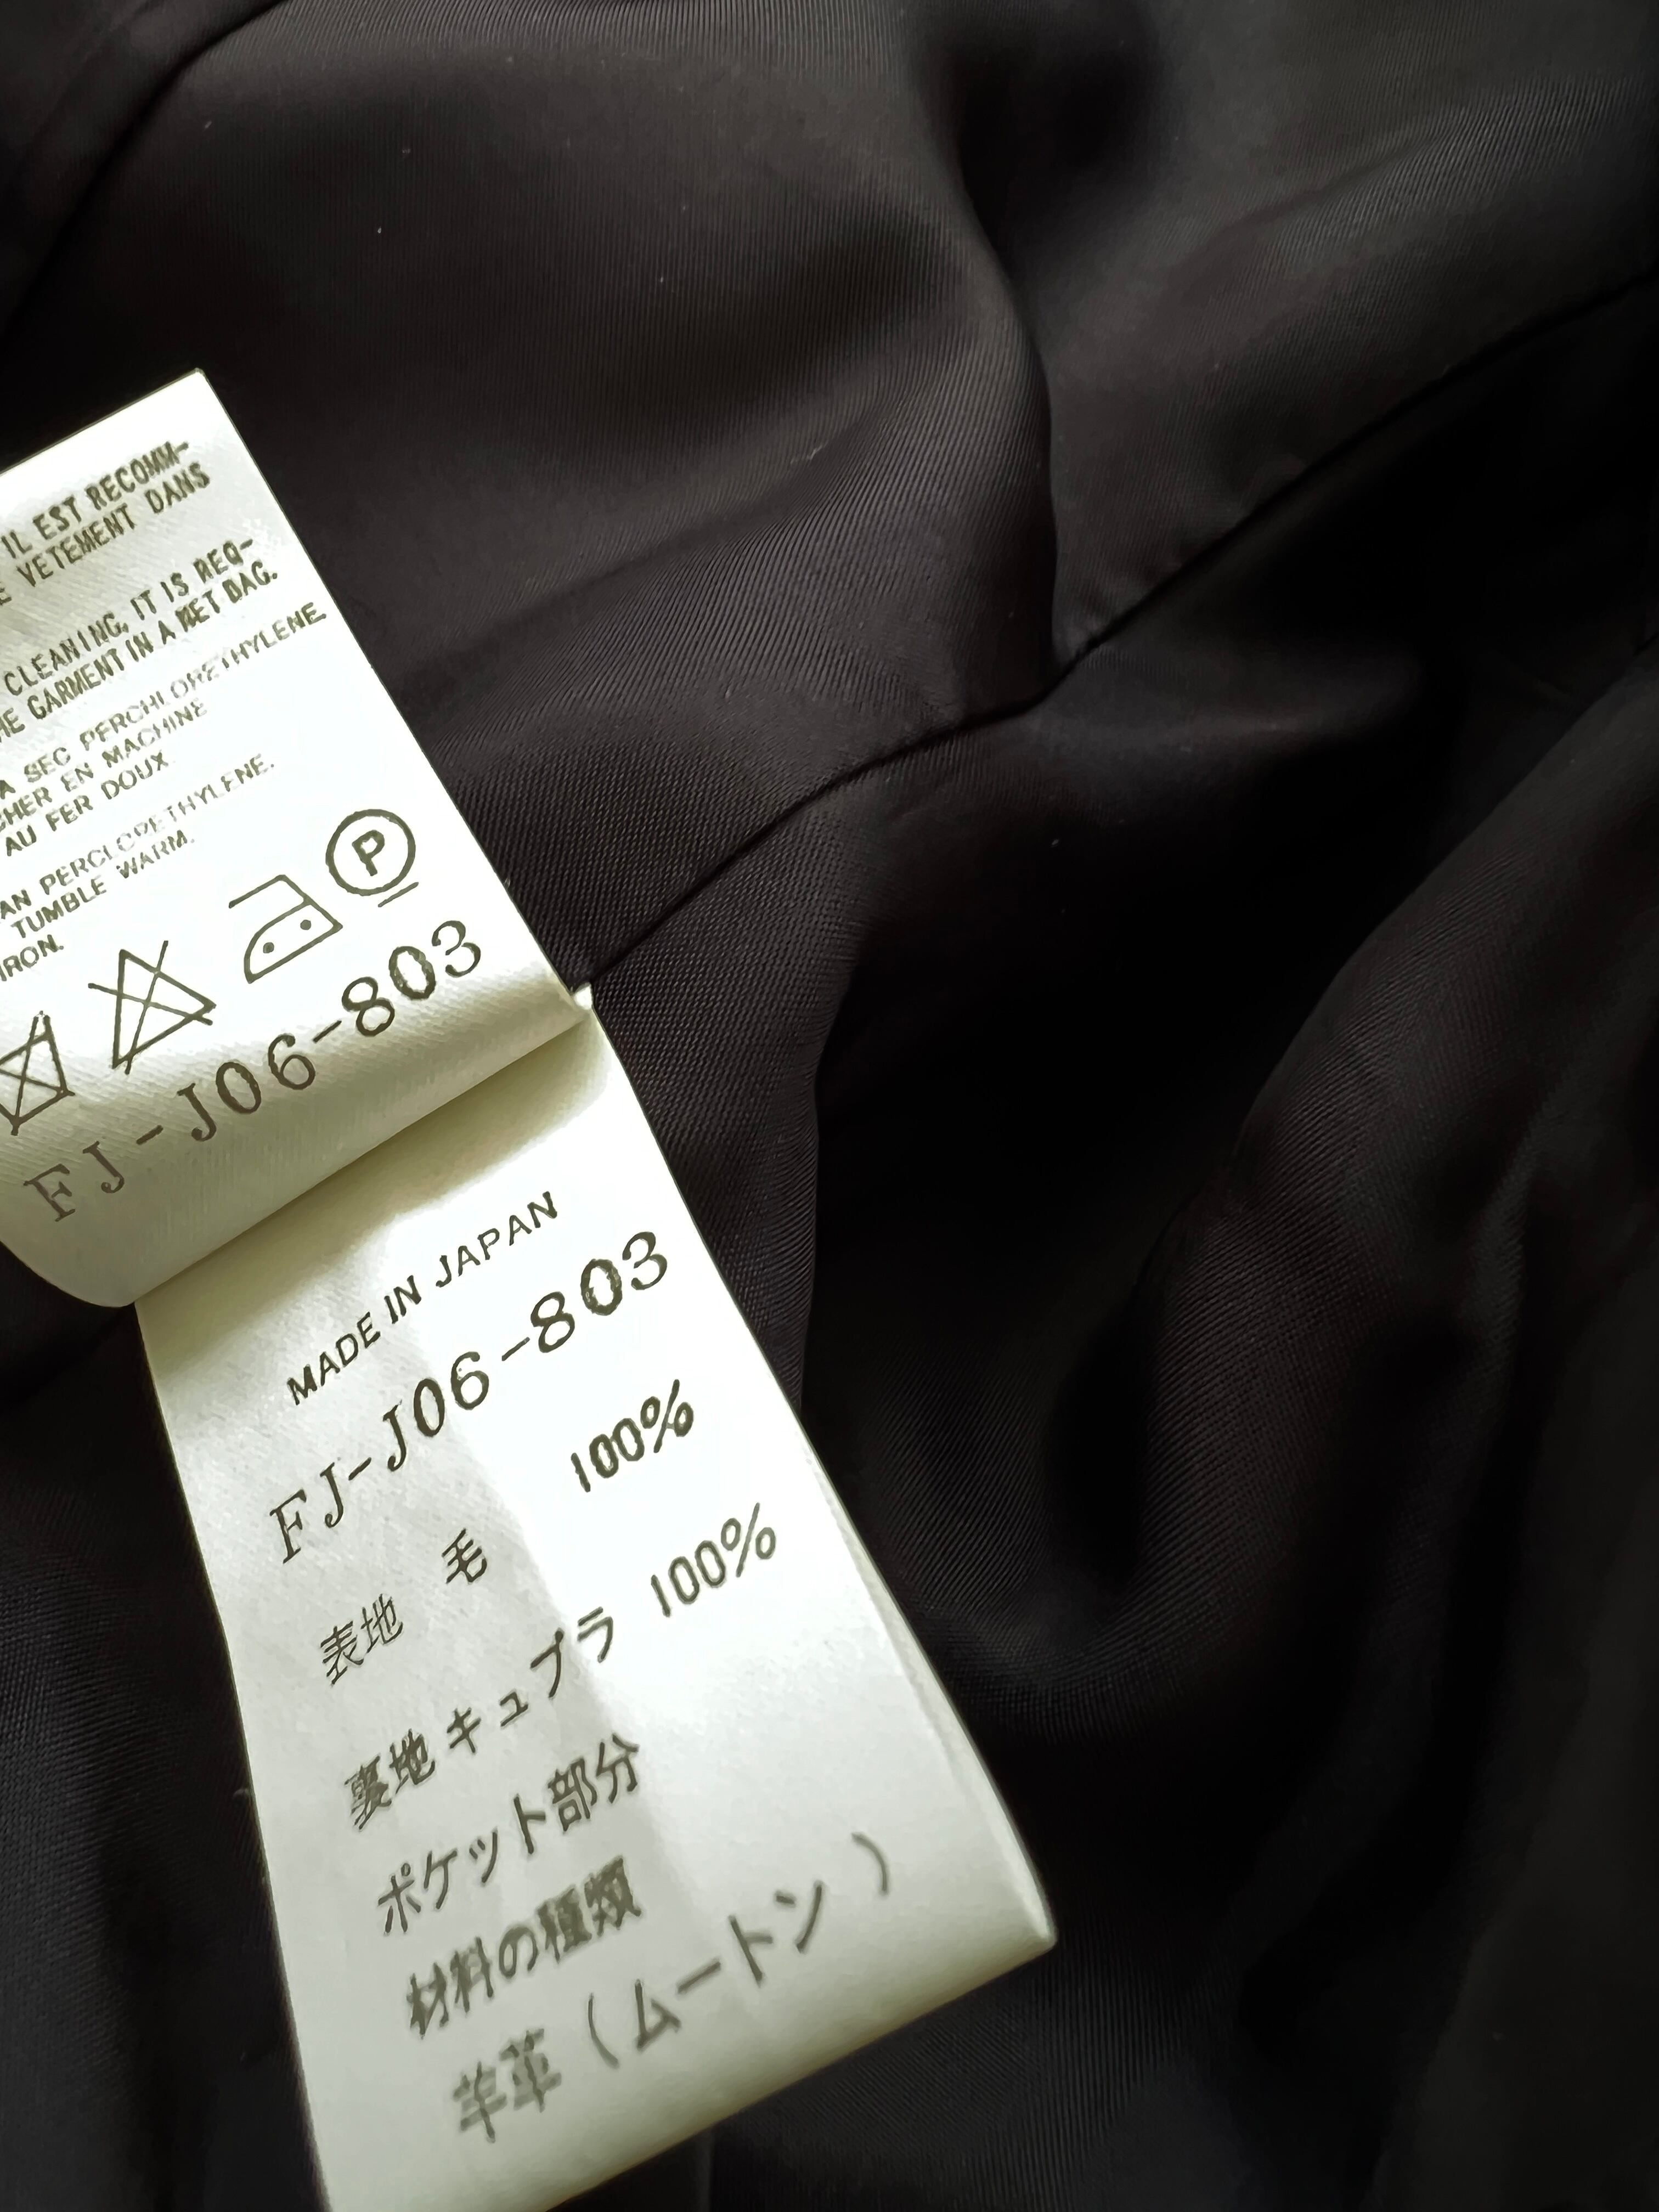 IL EST RECOMM-
VETEMENT DANS
CLEANING, IT IS REQ-
GARMENT IN A NET BAG.
A SEC PERCHLORETHYLENE.
CHER EN MACHINE
AU FER DOUX
AN PERCLORETHYLENE.
TUMBLE WARM.
IRON.
P
FJ-J06-803
MADE IN JAPAN
FJ-J06-803
表地 毛 100%
裏地 キュプラ 100%
ポケット部分
材料の種類
羊革(ムートン)